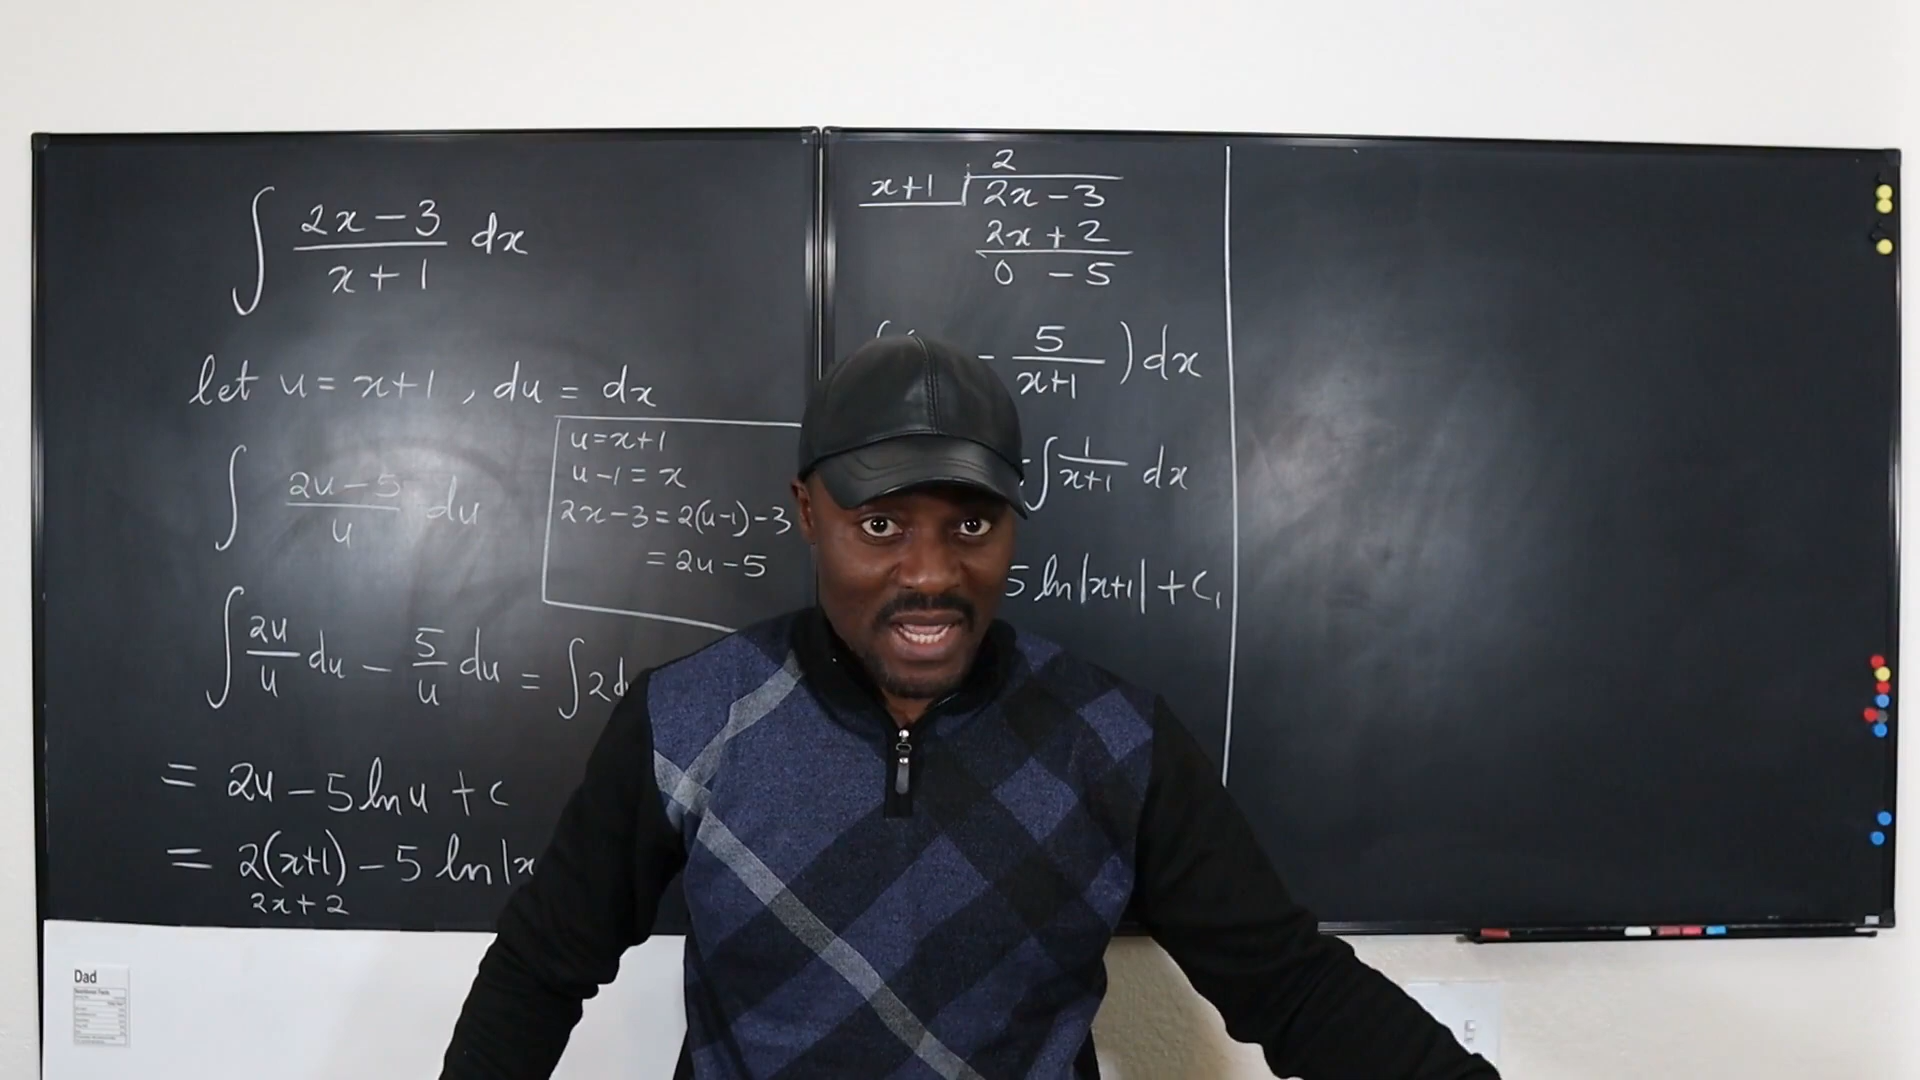 ∫ (2x − 3)/(x + 1) dx
let u = x+1 , du = dx
∫ (2u − 5)/u du
u = x+1
u − 1 = x
2x − 3 = 2(u−1) − 3
= 2u − 5
∫ 2u/u du − 5/u du = ∫ 2d
= 2u − 5 ln u + c
= 2(x+1) − 5 ln|x
2x + 2
2
x+1 2x − 3
2x + 2
0 − 5
− 5/(x+1) ) dx
∫ 1/(x+1) dx
5 ln|x+1| + C₁
Dad